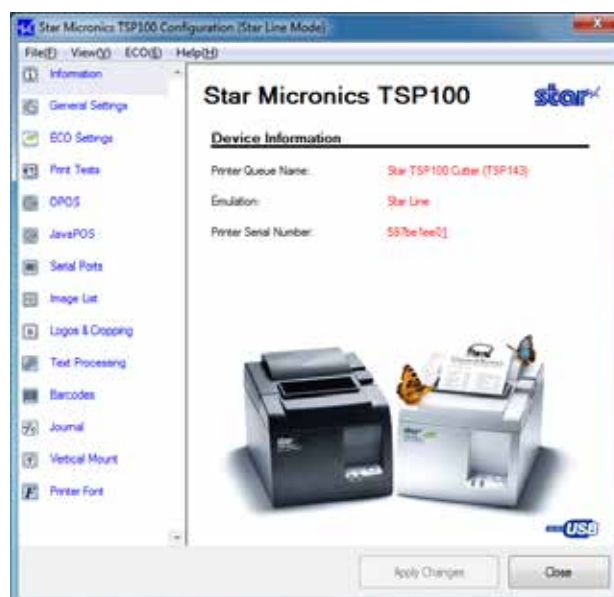 Star Micronics TSP100 Configuration (Star Line Mode)
File(F) View(V) ECO(E) Help(H)
Information
General Settings
ECO Settings
Print Tests
OPOS
JavaPOS
Serial Ports
Image List
Logos & Cropping
Text Processing
Barcodes
Journal
Vertical Mount
Printer Font
Star Micronics TSP100
star
Device Information
Printer Queue Name: Star TSP100 Cutter (TSP143)
Emulation: Star Line
Printer Serial Number:
star
star
USB
Apply Changes
Close